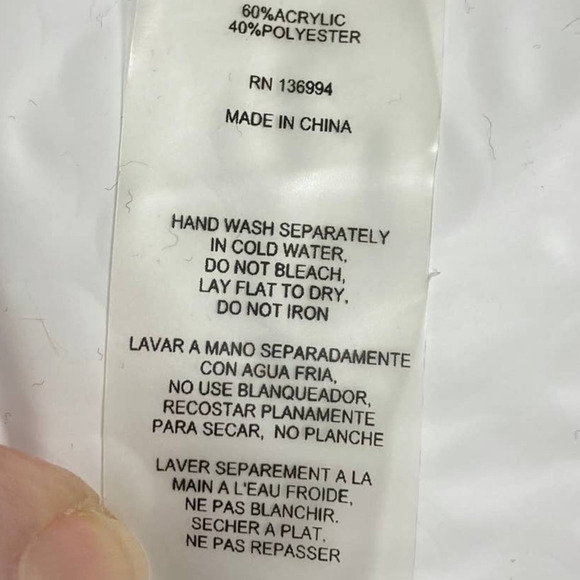 60%ACRYLIC
40%POLYESTER
RN 136994
MADE IN CHINA
HAND WASH SEPARATELY
IN COLD WATER,
DO NOT BLEACH,
LAY FLAT TO DRY,
DO NOT IRON
LAVAR A MANO SEPARADAMENTE
CON AGUA FRIA,
NO USE BLANQUEADOR,
RECOSTAR PLANAMENTE
PARA SECAR, NO PLANCHE
LAVER SEPAREMENT A LA
MAIN A L'EAU FROIDE,
NE PAS BLANCHIR.
SECHER A PLAT.
NE PAS REPASSER